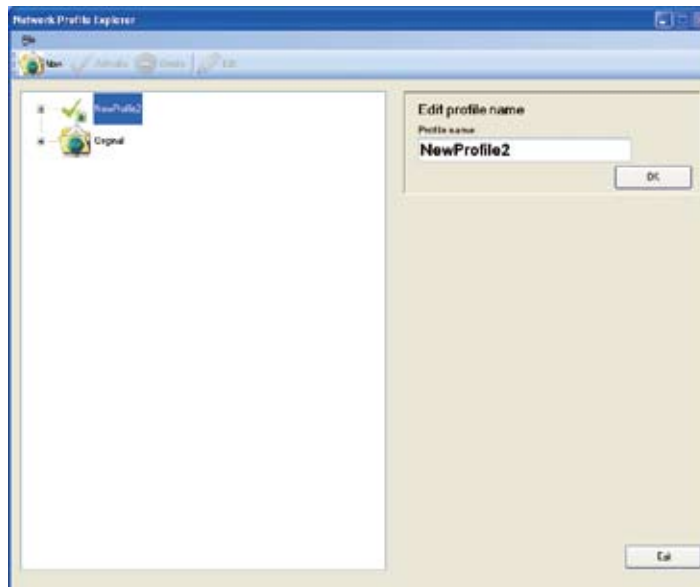 Network Profile Explorer
File
New Activate Delete Edit
NewProfile2
Original
Edit profile name
Profile name
NewProfile2
OK
Exit